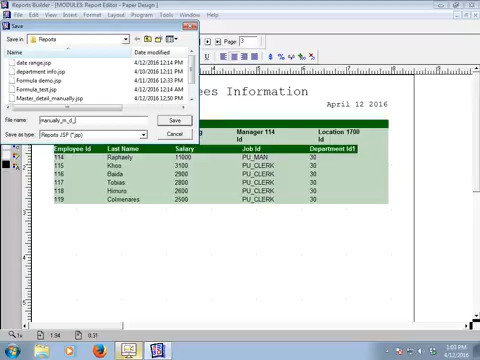 Reports Builder - [MODULES: Report Editor - Paper Design ]
File Edit View Insert Format Layout Program Tools Window Help
Save
Save in: Reports
Name Date modified
date range.jsp 4/12/2016 12:14 AM
department info.jsp 4/12/2016 12:11 PM
Formula demo.jsp 4/11/2016 12:33 PM
Formula_test.jsp 4/12/2016 12:14 AM
Master_detail_manually.jsp 4/12/2016 12:50 PM
File name: manually_m_d_ Save
Save as type: Reports JSP (*.jsp) Cancel
Page: 3
ees Information
April 12 2016
Manager 114 Location 1700
Id Id
Employee Id Last Name Salary Job Id Department Id1
114 Raphaely 11000 PU_MAN 30
115 Khoo 3100 PU_CLERK 30
116 Baida 2900 PU_CLERK 30
117 Tobias 2800 PU_CLERK 30
118 Himuro 2600 PU_CLERK 30
119 Colmenares 2500 PU_CLERK 30
1x 1.94 0.31
1:03 PM
4/12/2016